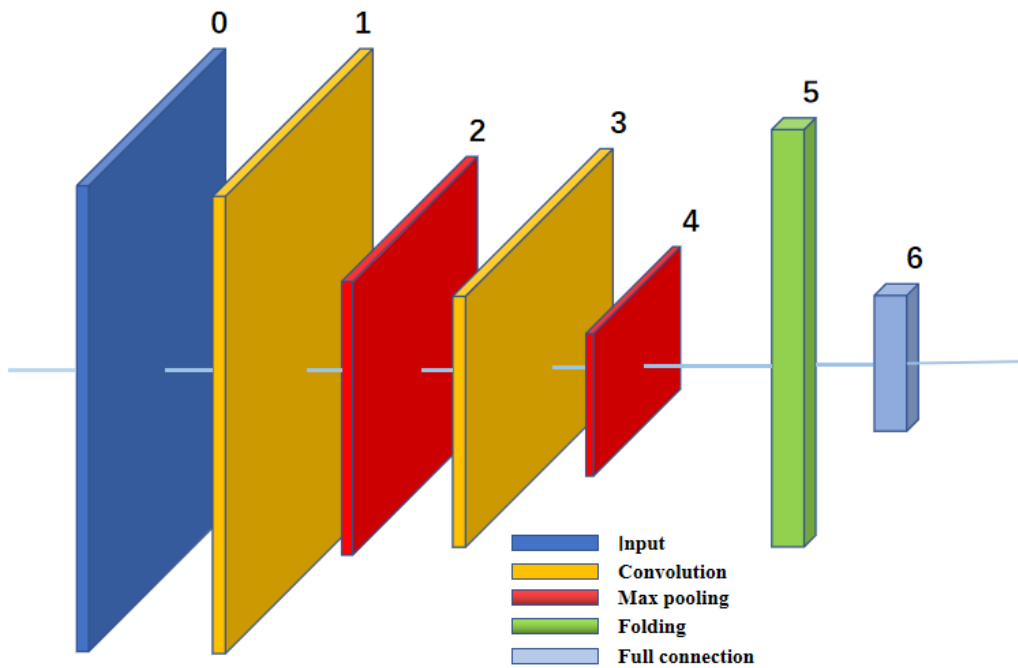 0
1
2
3
4
5
6
Input
Convolution
Max pooling
Folding
Full connection